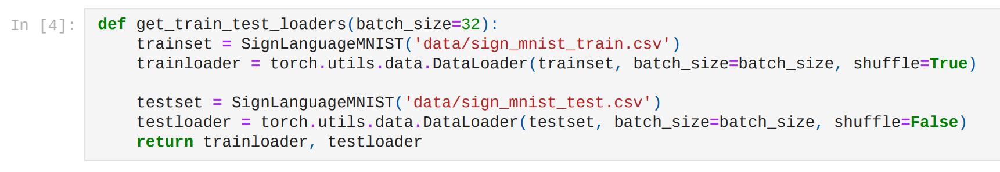 In [4]: def get_train_test_loaders(batch_size=32):
    trainset = SignLanguageMNIST('data/sign_mnist_train.csv')
    trainloader = torch.utils.data.DataLoader(trainset, batch_size=batch_size, shuffle=True)

    testset = SignLanguageMNIST('data/sign_mnist_test.csv')
    testloader = torch.utils.data.DataLoader(testset, batch_size=batch_size, shuffle=False)
    return trainloader, testloader